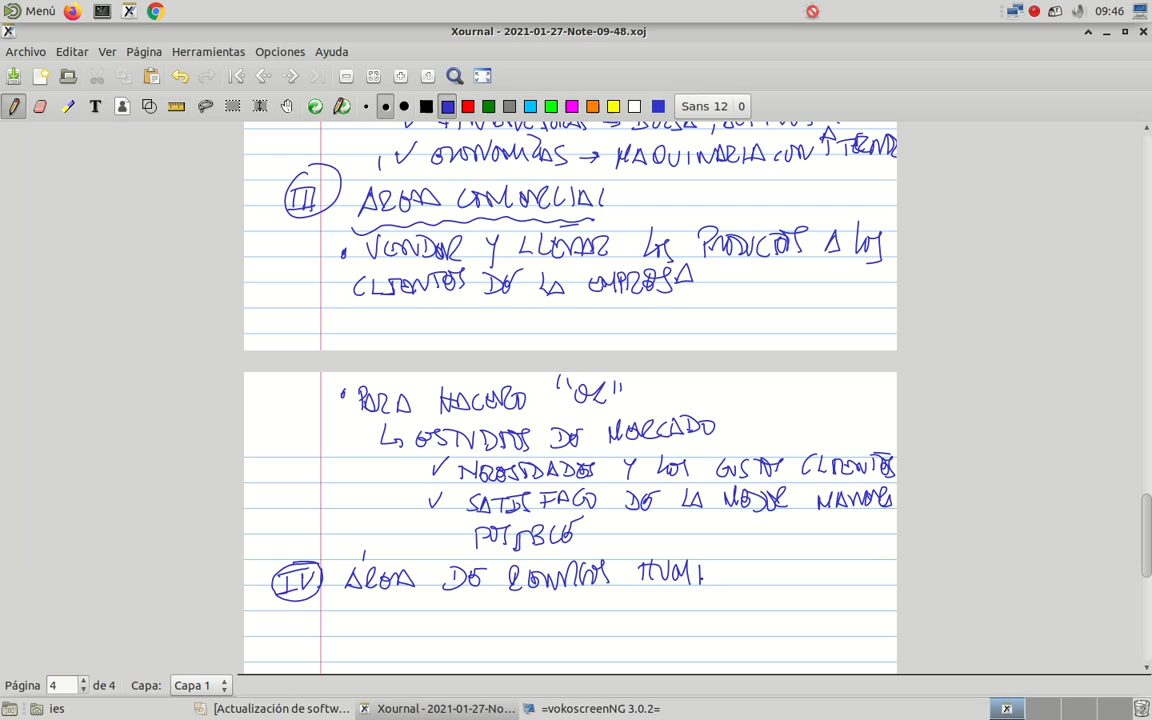 Menú
09:46
Xournal - 2021-01-27-Note-09-48.xoj
Archivo Editar Ver Página Herramientas Opciones Ayuda
Sans 12 0
✓ ECONOMICAS → MAQUINARIA CON ↑
III ÁREA COMERCIAL
• VENDER Y LLEVAR LOS PRODUCTOS A LOS
CLIENTES DE LA EMPRESA
• PARA HACERLO "OK"
↳ ESTUDIOS DE MERCADO
✓ NECESIDADES Y LOS GUSTOS CLIENTES
✓ SATISFAGO DE LA MEJOR MANERA
POSIBLE
IV ÁREA DE RECURSOS HUM
Página 4 de 4 Capa: Capa 1
ies [Actualización de softw... Xournal - 2021-01-27-No... =vokoscreenNG 3.0.2=